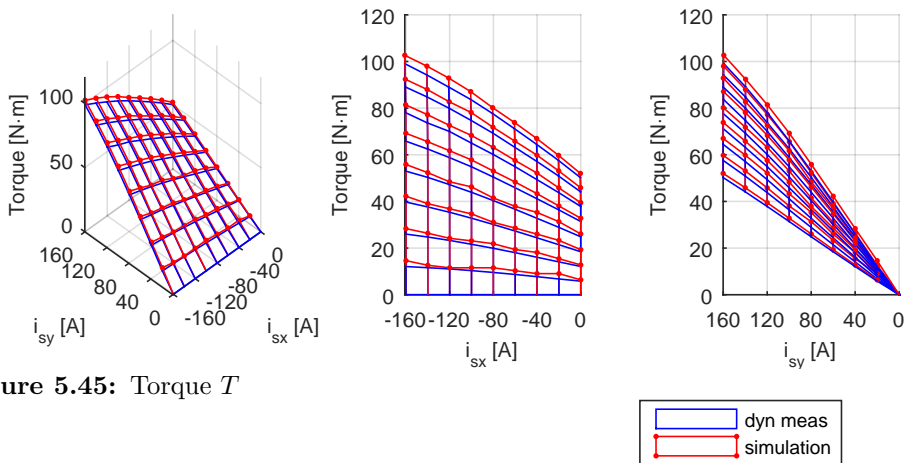 Torque [N·m]
100
50
0
160
120
80
40
0
i_sy [A]
0
-40
-80
-120
-160
i_sx [A]
Torque [N·m]
120
100
80
60
40
20
0
-160 -120 -80 -40 0
i_sx [A]
Torque [N·m]
120
100
80
60
40
20
0
160 120 80 40 0
i_sy [A]
ure 5.45: Torque T
dyn meas
simulation